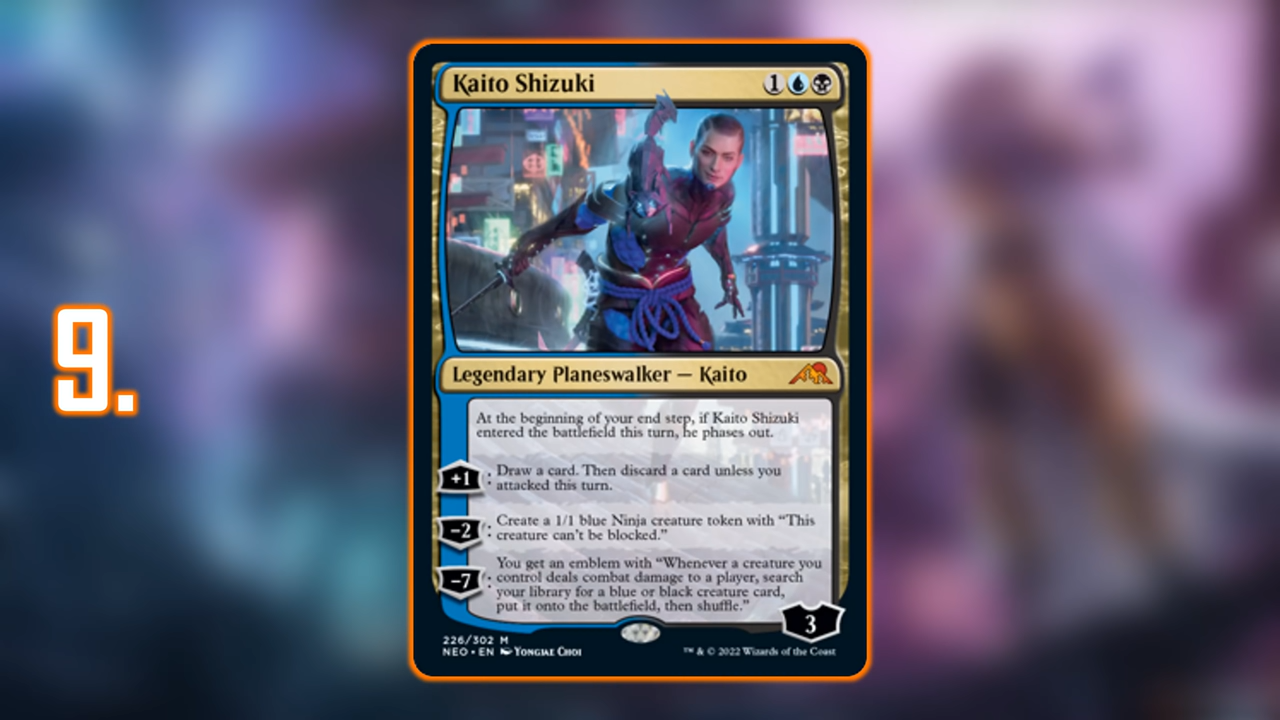 9.
Kaito Shizuki 1
Legendary Planeswalker — Kaito
At the beginning of your end step, if Kaito Shizuki
entered the battlefield this turn, he phases out.
+1 : Draw a card. Then discard a card unless you
attacked this turn.
−2 : Create a 1/1 blue Ninja creature token with “This
creature can’t be blocked.”
−7 : You get an emblem with “Whenever a creature you
control deals combat damage to a player, search
your library for a blue or black creature card,
put it onto the battlefield, then shuffle.”
3
226/302 M
NEO • EN Yongjae Choi
™ & © 2022 Wizards of the Coast